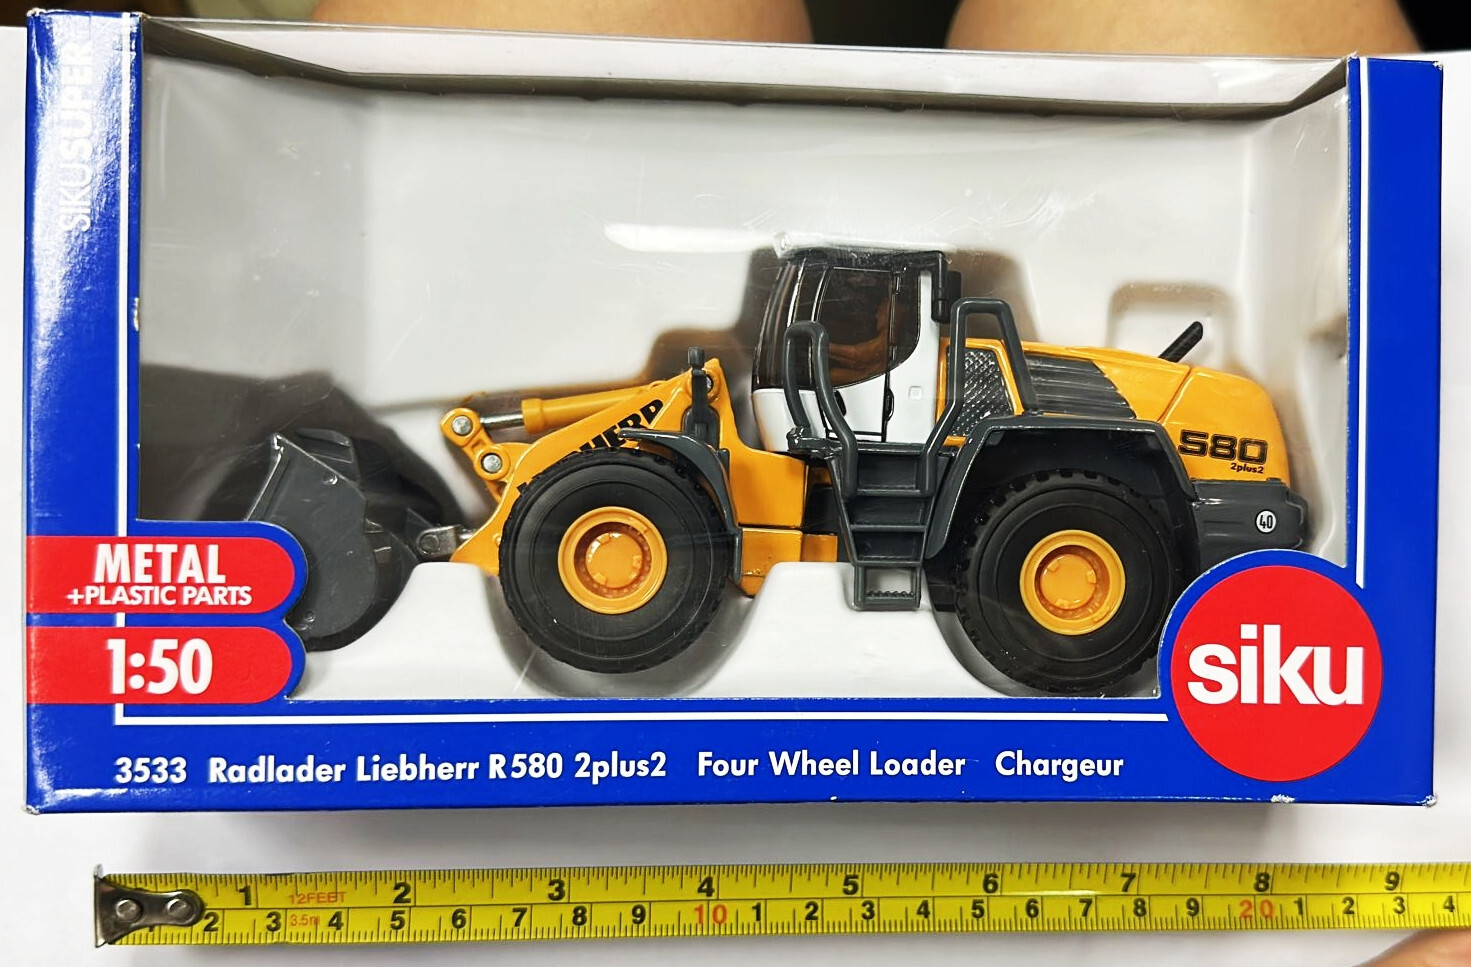 SIKUSUPER
580
2plus2
40
METAL
+PLASTIC PARTS
1:50
siku
3533 Radlader Liebherr R 580 2plus2 Four Wheel Loader Chargeur
1 12FEET 2 3 4 5 6 7 8 9
2 3 3.5m 4 5 6 7 8 9 10 1 2 3 4 5 6 7 8 9 20 1 2 3 4